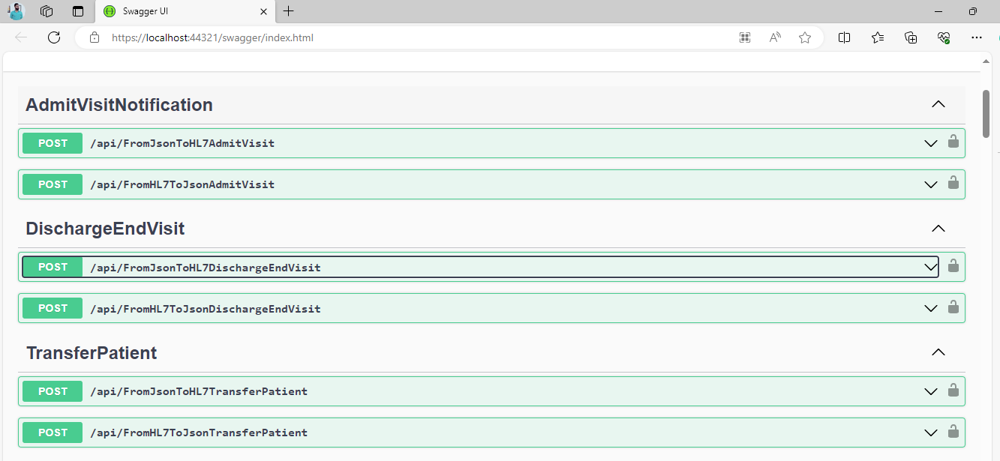 Swagger UI
https://localhost:44321/swagger/index.html
AdmitVisitNotification
POST /api/FromJsonToHL7AdmitVisit
POST /api/FromHL7ToJsonAdmitVisit
DischargeEndVisit
POST /api/FromJsonToHL7DischargeEndVisit
POST /api/FromHL7ToJsonDischargeEndVisit
TransferPatient
POST /api/FromJsonToHL7TransferPatient
POST /api/FromHL7ToJsonTransferPatient